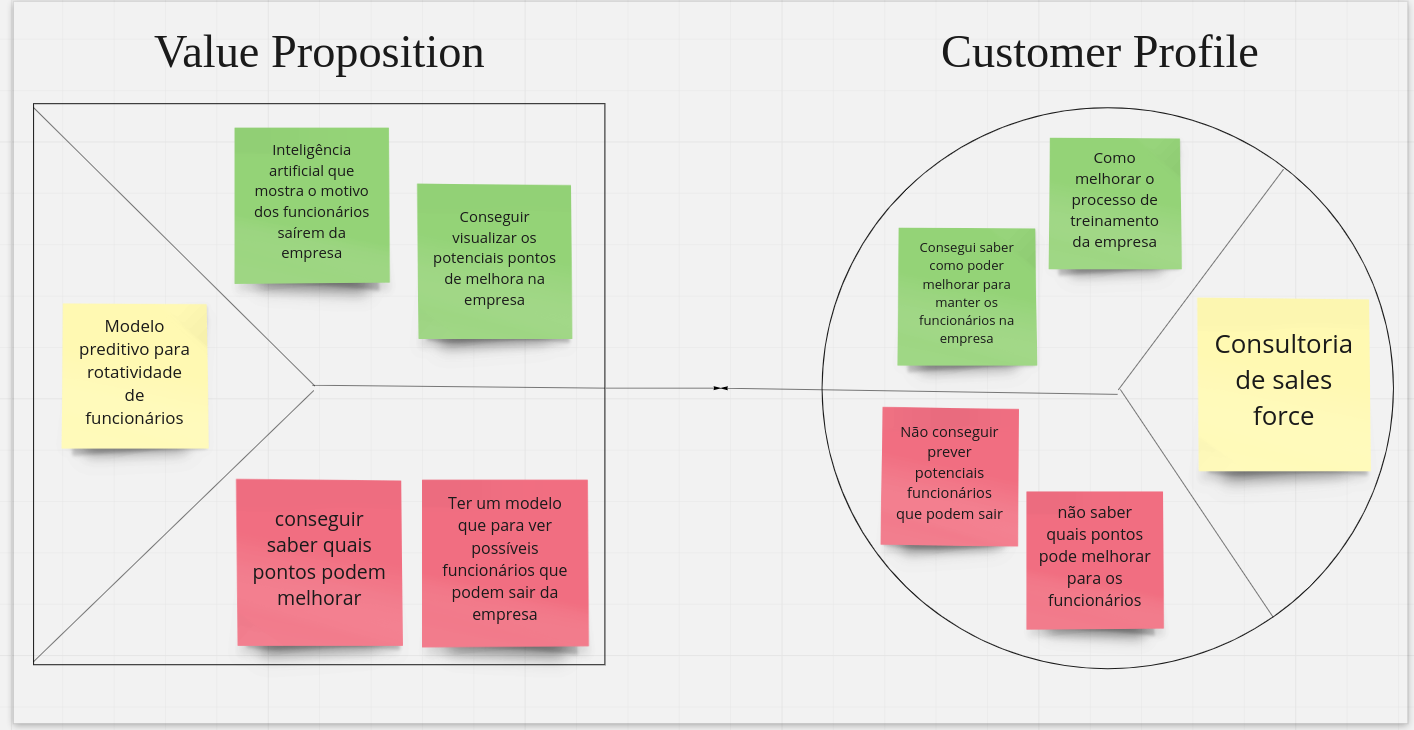 Value Proposition
Customer Profile
Inteligência
artificial que
mostra o motivo
dos funcionários
saírem da
empresa
Conseguir
visualizar os
potenciais pontos
de melhora na
empresa
Modelo
preditivo para
rotatividade
de
funcionários
conseguir
saber quais
pontos podem
melhorar
Ter um modelo
que para ver
possíveis
funcionários que
podem sair da
empresa
Como
melhorar o
processo de
treinamento
da empresa
Consegui saber
como poder
melhorar para
manter os
funcionários na
empresa
Consultoria
de sales
force
Não conseguir
prever
potenciais
funcionários
que podem sair
não saber
quais pontos
pode melhorar
para os
funcionários